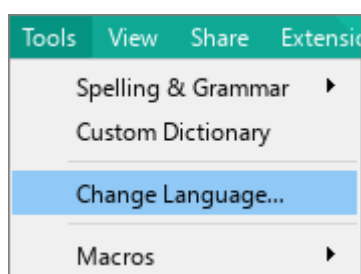 Tools View Share
Spelling & Grammar
Custom Dictionary
Change Language...
Macros